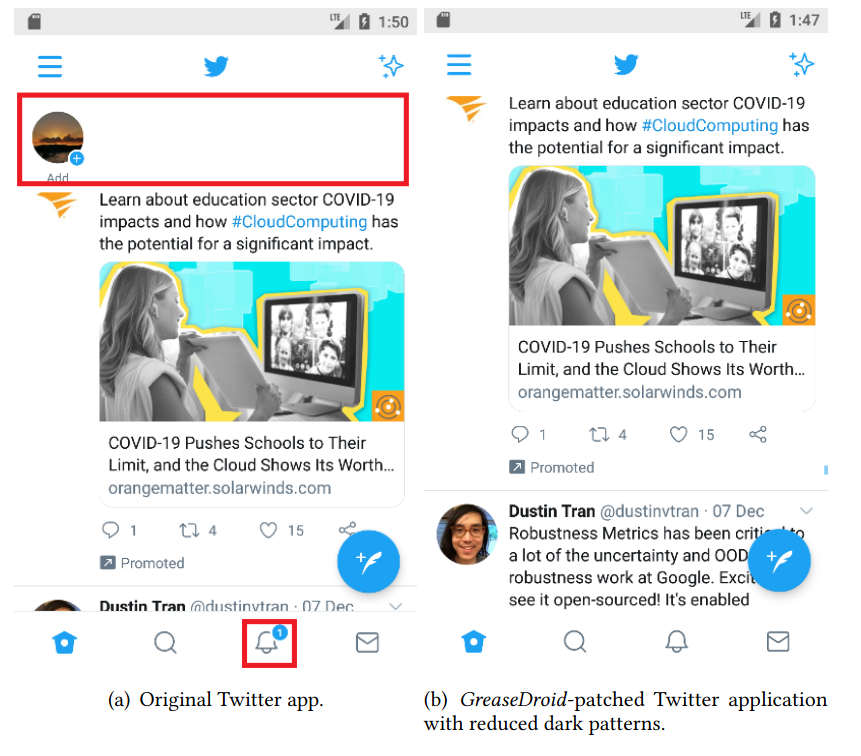 LTE 1:50
Add
Learn about education sector COVID-19
impacts and how #CloudComputing has
the potential for a significant impact.
COVID-19 Pushes Schools to Their
Limit, and the Cloud Shows Its Worth...
orangematter.solarwinds.com
1 4 15
Promoted
Dustin Tran @dustinvtran · 07 Dec
1
(a) Original Twitter app.
LTE 1:47
Learn about education sector COVID-19
impacts and how #CloudComputing has
the potential for a significant impact.
COVID-19 Pushes Schools to Their
Limit, and the Cloud Shows Its Worth...
orangematter.solarwinds.com
1 4 15
Promoted
Dustin Tran @dustinvtran · 07 Dec
Robustness Metrics has been critical to
a lot of the uncertainty and OOD
robustness work at Google. Excit
see it open-sourced! It's enabled
(b) GreaseDroid-patched Twitter application
with reduced dark patterns.